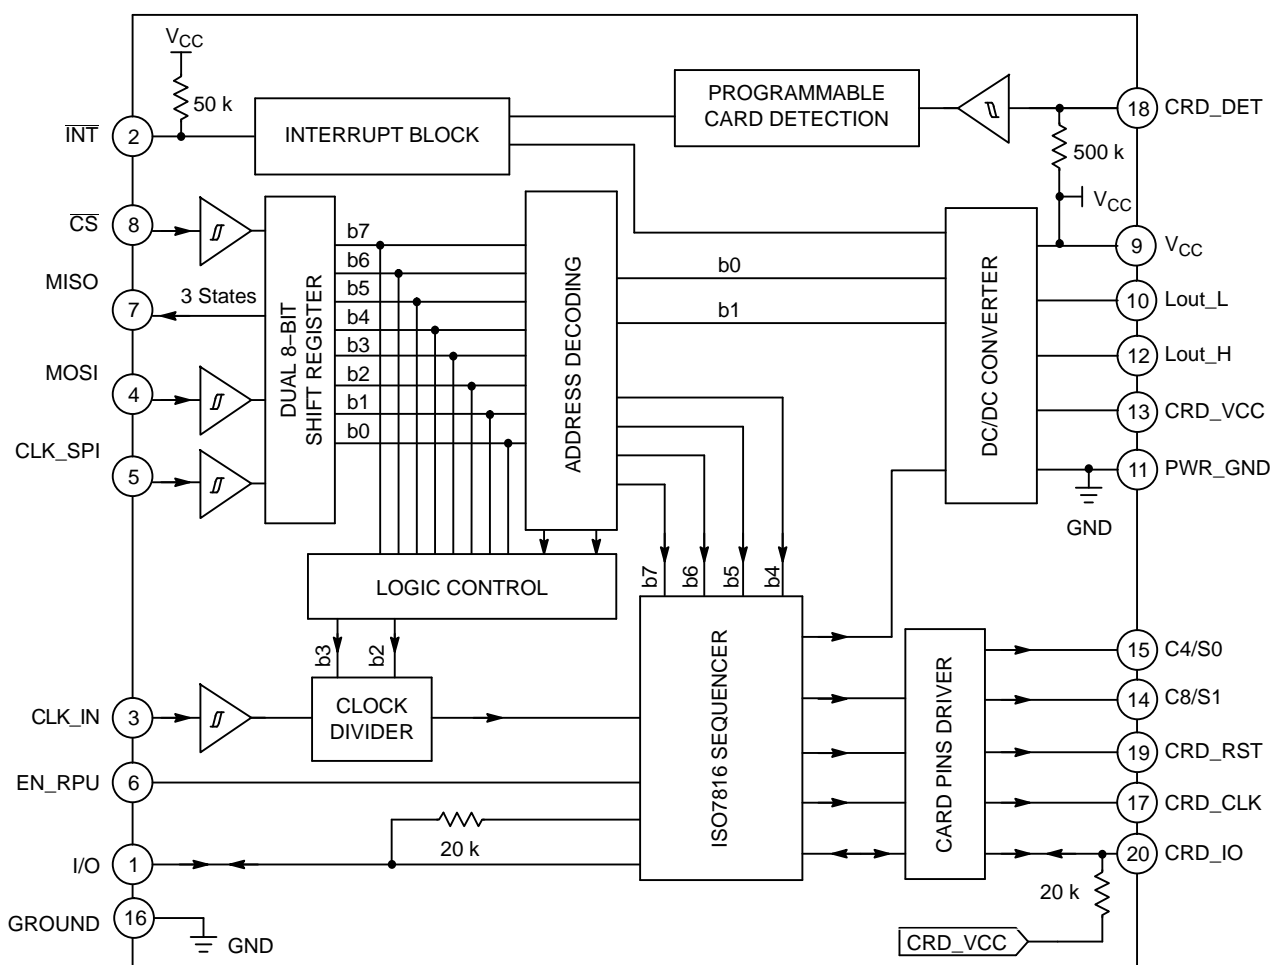 VCC
50 k
INT
2
INTERRUPT BLOCK
PROGRAMMABLE
CARD DETECTION
18
CRD_DET
500 k
VCC
CS
8
MISO
7
3 States
MOSI
4
CLK_SPI
5
DUAL 8–BIT
SHIFT REGISTER
b7
b6
b5
b4
b3
b2
b1
b0
ADDRESS DECODING
b0
b1
DC/DC CONVERTER
9
VCC
10
Lout_L
12
Lout_H
13
CRD_VCC
11
PWR_GND
GND
LOGIC CONTROL
b7
b6
b5
b4
b3
b2
CLK_IN
3
CLOCK
DIVIDER
EN_RPU
6
I/O
1
20 k
GROUND
16
GND
ISO7816 SEQUENCER
CARD PINS DRIVER
15
C4/S0
14
C8/S1
19
CRD_RST
17
CRD_CLK
20
CRD_IO
20 k
CRD_VCC